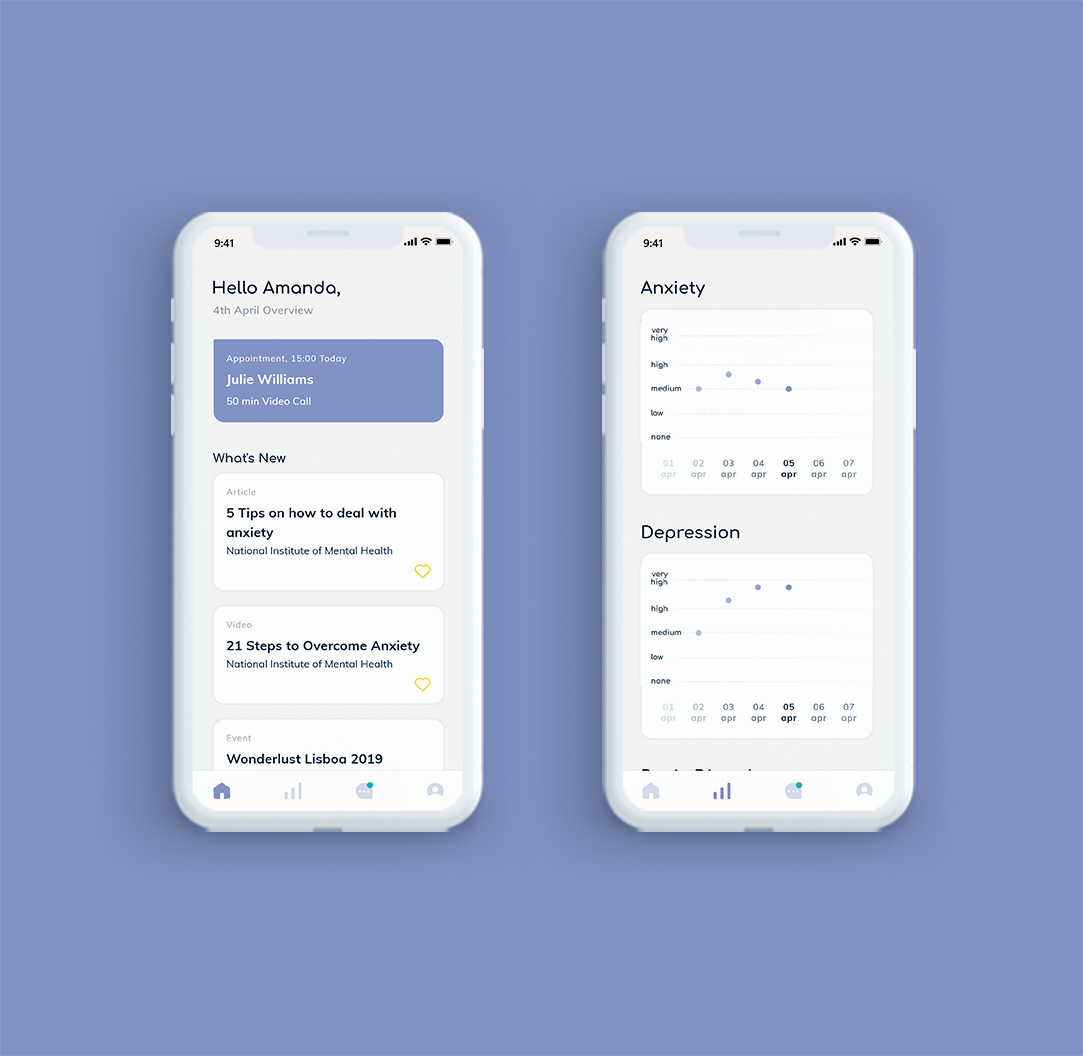 9:41
Hello Amanda,
4th April Overview
Appointment, 15:00 Today
Julie Williams
50 min Video Call
What's New
Article
5 Tips on how to deal with
anxiety
National Institute of Mental Health
Video
21 Steps to Overcome Anxiety
National Institute of Mental Health
Event
Wonderlust Lisboa 2019
9:41
Anxiety
very
high
high
medium
low
none
01 02 03 04 05 06 07
apr apr apr apr apr apr apr
Depression
very
high
high
medium
low
none
01 02 03 04 05 06 07
apr apr apr apr apr apr apr